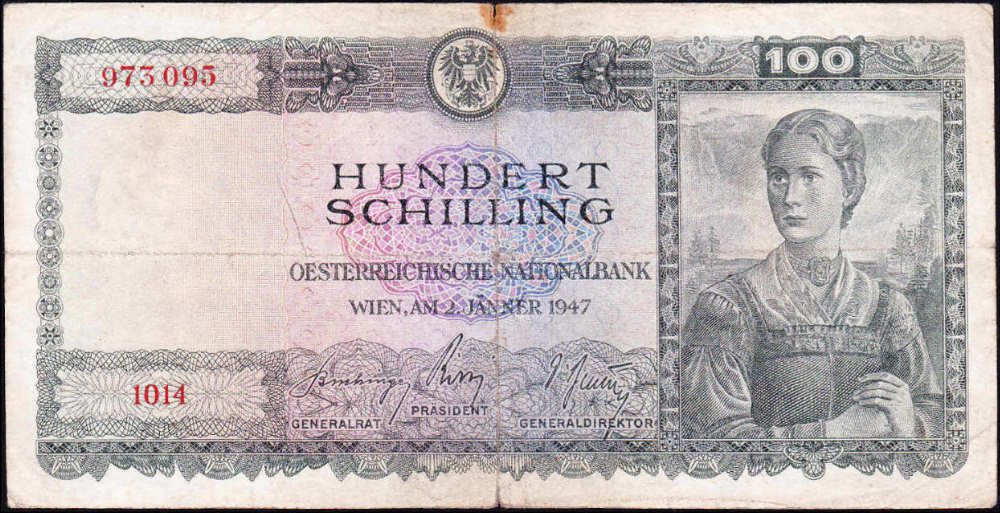 973 095
100
HUNDERT
SCHILLING
OESTERREICHISCHE NATIONALBANK
WIEN, AM 2. JÄNNER 1947
1014
PRÄSIDENT
GENERALRAT
GENERALDIREKTOR